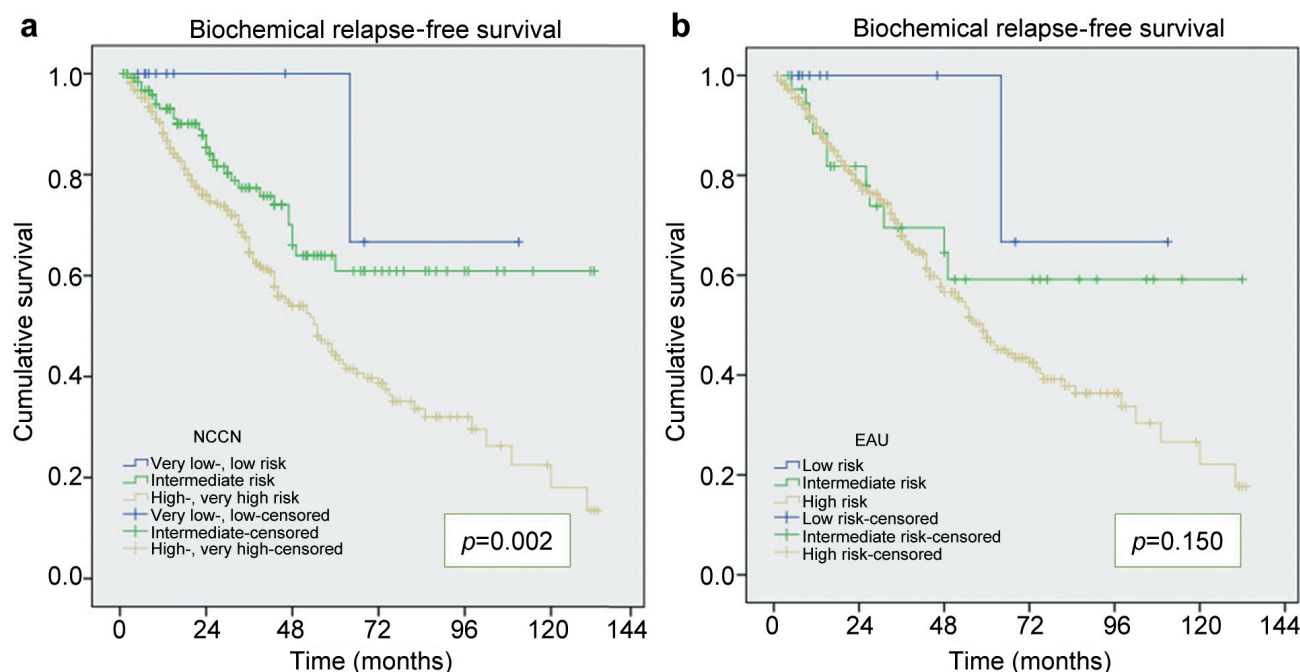 a
Biochemical relapse-free survival
Cumulative survival
1.0
0.8
0.6
0.4
0.2
0.0
NCCN
Very low-, low risk
Intermediate risk
High-, very high risk
Very low-, low-censored
Intermediate-censored
High-, very high-censored
p=0.002
0 24 48 72 96 120 144
Time (months)
b
Biochemical relapse-free survival
Cumulative survival
1.0
0.8
0.6
0.4
0.2
0.0
EAU
Low risk
Intermediate risk
High risk
Low risk-censored
Intermediate risk-censored
High risk-censored
p=0.150
0 24 48 72 96 120 144
Time (months)